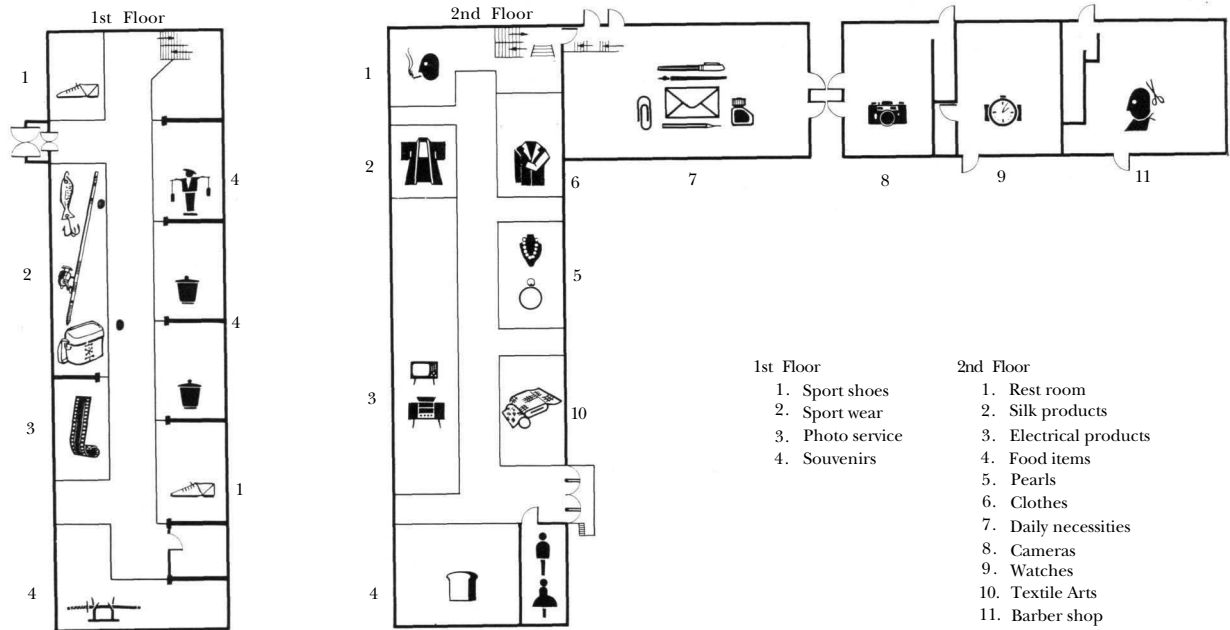 1st Floor
2nd Floor
1
2
3
4
4
4
1
1
2
3
4
6
5
10
7
8
9
11
1st Floor
1. Sport shoes
2. Sport wear
3. Photo service
4. Souvenirs
2nd Floor
1. Rest room
2. Silk products
3. Electrical products
4. Food items
5. Pearls
6. Clothes
7. Daily necessities
8. Cameras
9. Watches
10. Textile Arts
11. Barber shop